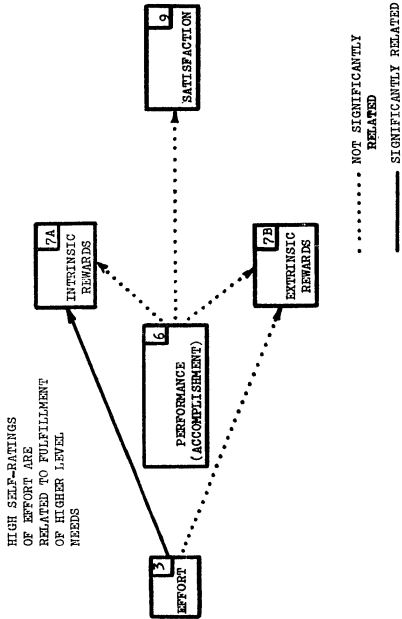 HIGH SELF-RATINGS
OF EFFORT ARE
RELATED TO FULFILLMENT
OF HIGHER LEVEL
NEEDS
3
EFFORT
6
PERFORMANCE
(ACCOMPLISHMENT)
7A
INTRINSIC
REWARDS
7B
EXTRINSIC
REWARDS
9
SATISFACTION
NOT SIGNIFICANTLY
RELATED
SIGNIFICANTLY RELATED